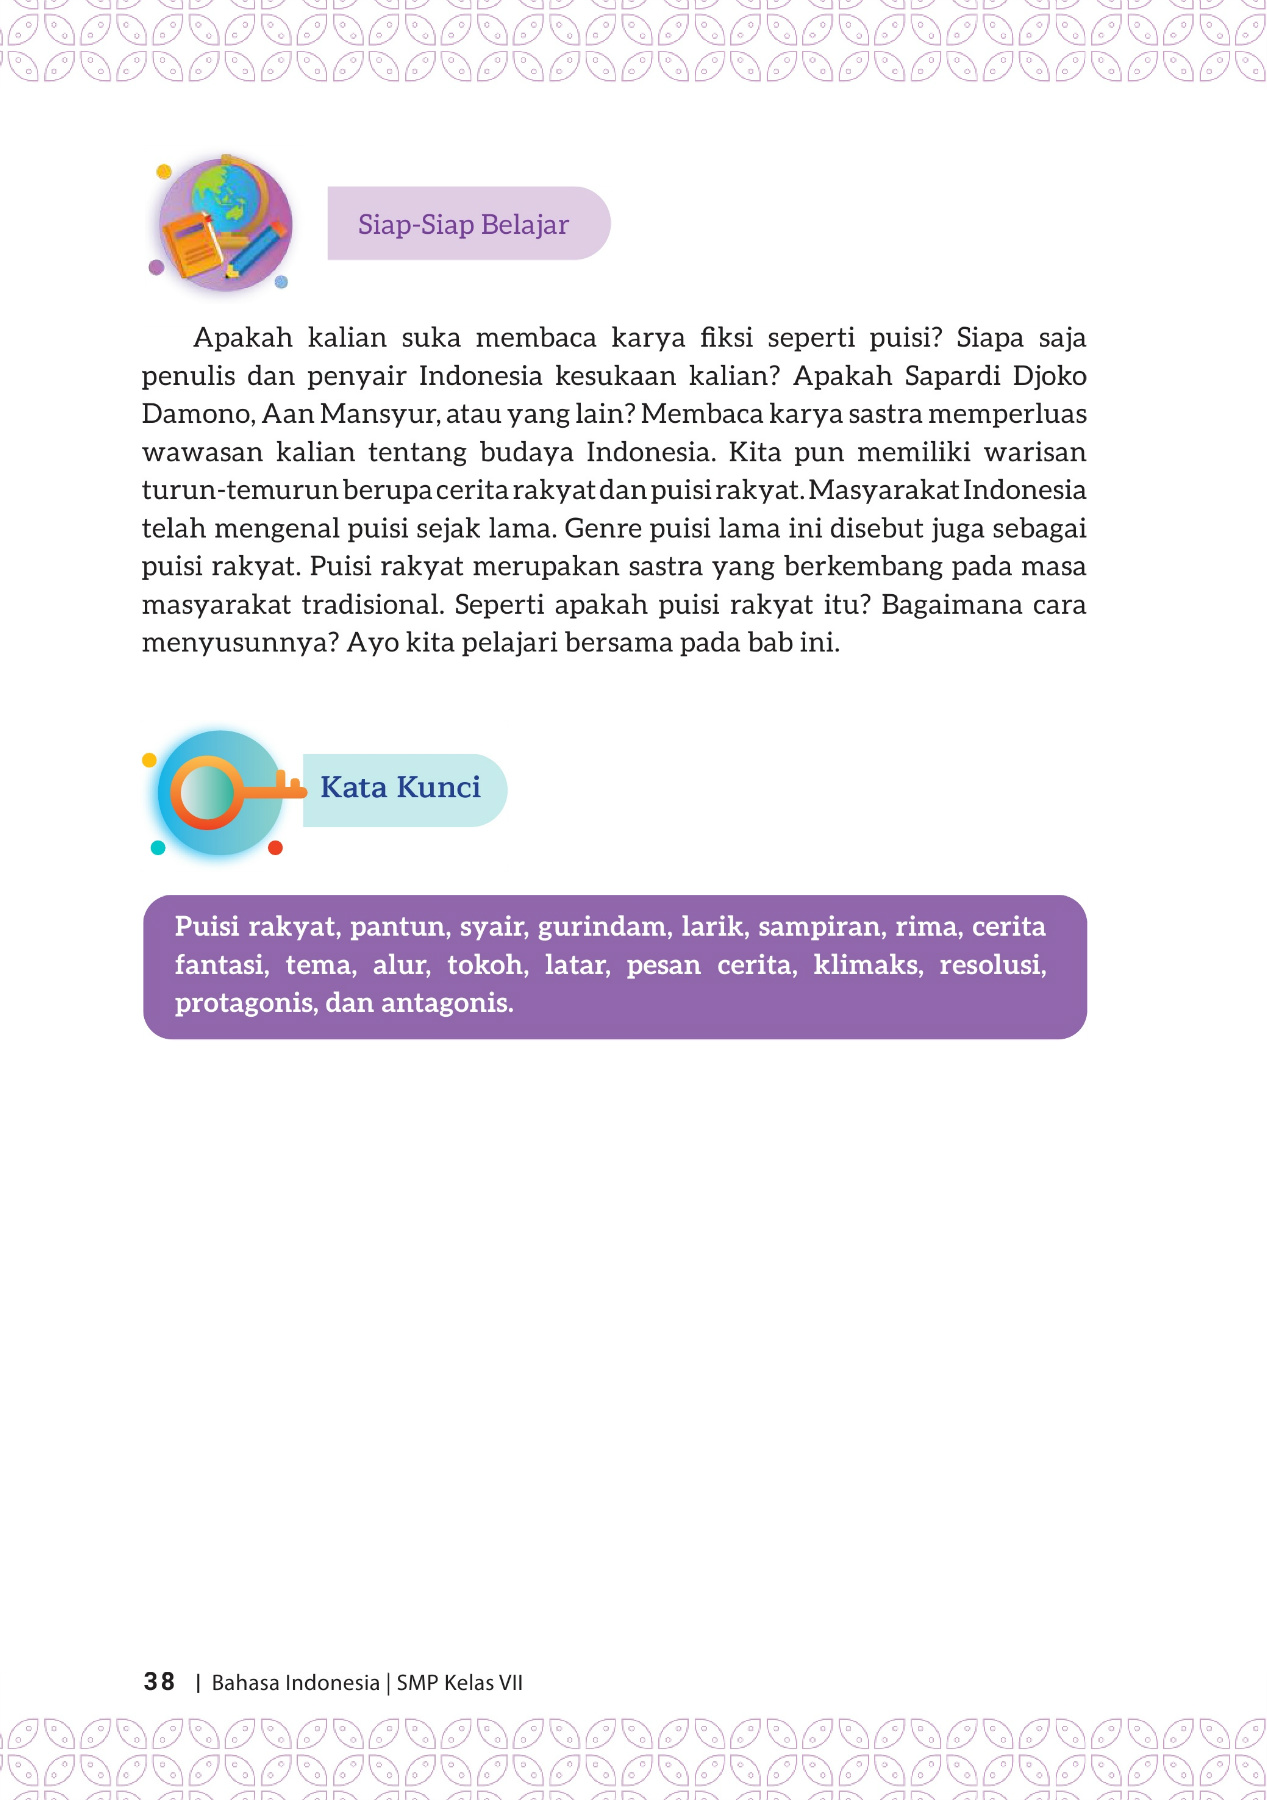 Siap-Siap Belajar
Apakah kalian suka membaca karya fiksi seperti puisi? Siapa saja
penulis dan penyair Indonesia kesukaan kalian? Apakah Sapardi Djoko
Damono, Aan Mansyur, atau yang lain? Membaca karya sastra memperluas
wawasan kalian tentang budaya Indonesia. Kita pun memiliki warisan
turun-temurun berupa cerita rakyat dan puisi rakyat. Masyarakat Indonesia
telah mengenal puisi sejak lama. Genre puisi lama ini disebut juga sebagai
puisi rakyat. Puisi rakyat merupakan sastra yang berkembang pada masa
masyarakat tradisional. Seperti apakah puisi rakyat itu? Bagaimana cara
menyusunnya? Ayo kita pelajari bersama pada bab ini.
Kata Kunci
Puisi rakyat, pantun, syair, gurindam, larik, sampiran, rima, cerita
fantasi, tema, alur, tokoh, latar, pesan cerita, klimaks, resolusi,
protagonis, dan antagonis.
38 | Bahasa Indonesia | SMP Kelas VII